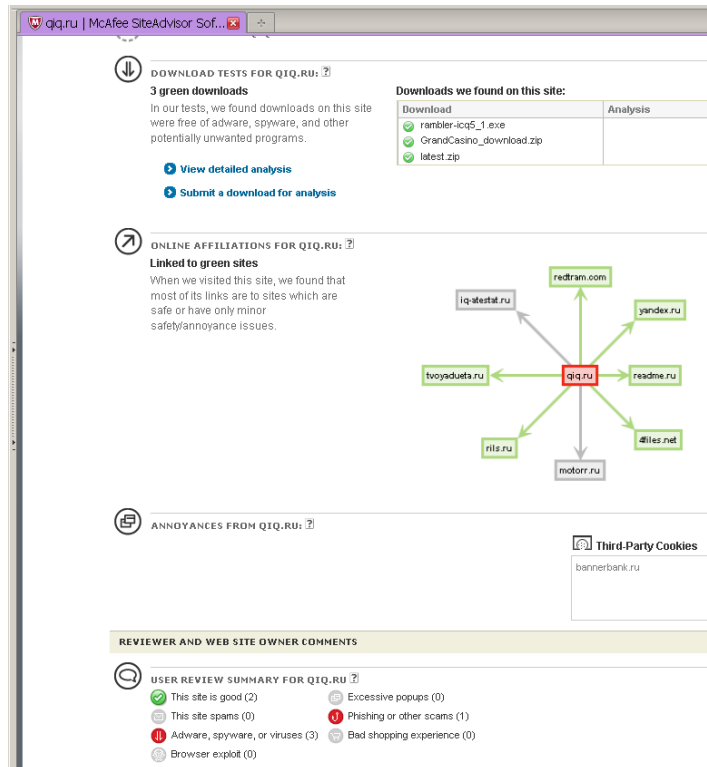 qiq.ru | McAfee SiteAdvisor Sof...
DOWNLOAD TESTS FOR QIQ.RU: ?
3 green downloads
In our tests, we found downloads on this site
were free of adware, spyware, and other
potentially unwanted programs.
View detailed analysis
Submit a download for analysis
Downloads we found on this site:
Download Analysis
rambler-icq5_1.exe
GrandCasino_download.zip
latest.zip
ONLINE AFFILIATIONS FOR QIQ.RU: ?
Linked to green sites
When we visited this site, we found that
most of its links are to sites which are
safe or have only minor
safety/annoyance issues.
redtram.com
iq-atestat.ru
yandex.ru
tvoyadueta.ru
qiq.ru
readme.ru
rils.ru
4files.net
motorr.ru
ANNOYANCES FROM QIQ.RU: ?
Third-Party Cookies
bannerbank.ru
REVIEWER AND WEB SITE OWNER COMMENTS
USER REVIEW SUMMARY FOR QIQ.RU ?
This site is good (2) Excessive popups (0)
This site spams (0) Phishing or other scams (1)
Adware, spyware, or viruses (3) Bad shopping experience (0)
Browser exploit (0)